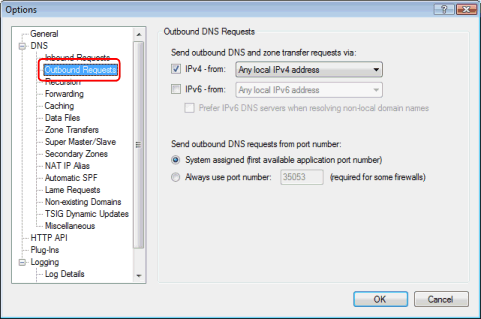 Options
General
DNS
Inbound Requests
Outbound Requests
Recursion
Forwarding
Caching
Data Files
Zone Transfers
Super Master/Slave
Secondary Zones
NAT IP Alias
Automatic SPF
Lame Requests
Non-existing Domains
TSIG Dynamic Updates
Miscellaneous
HTTP API
Plug-Ins
Logging
Log Details
Outbound DNS Requests
Send outbound DNS and zone transfer requests via:
IPv4 - from: Any local IPv4 address
IPv6 - from: Any local IPv6 address
Prefer IPv6 DNS servers when resolving non-local domain names
Send outbound DNS requests from port number:
System assigned (first available application port number)
Always use port number: 35053 (required for some firewalls)
OK Cancel